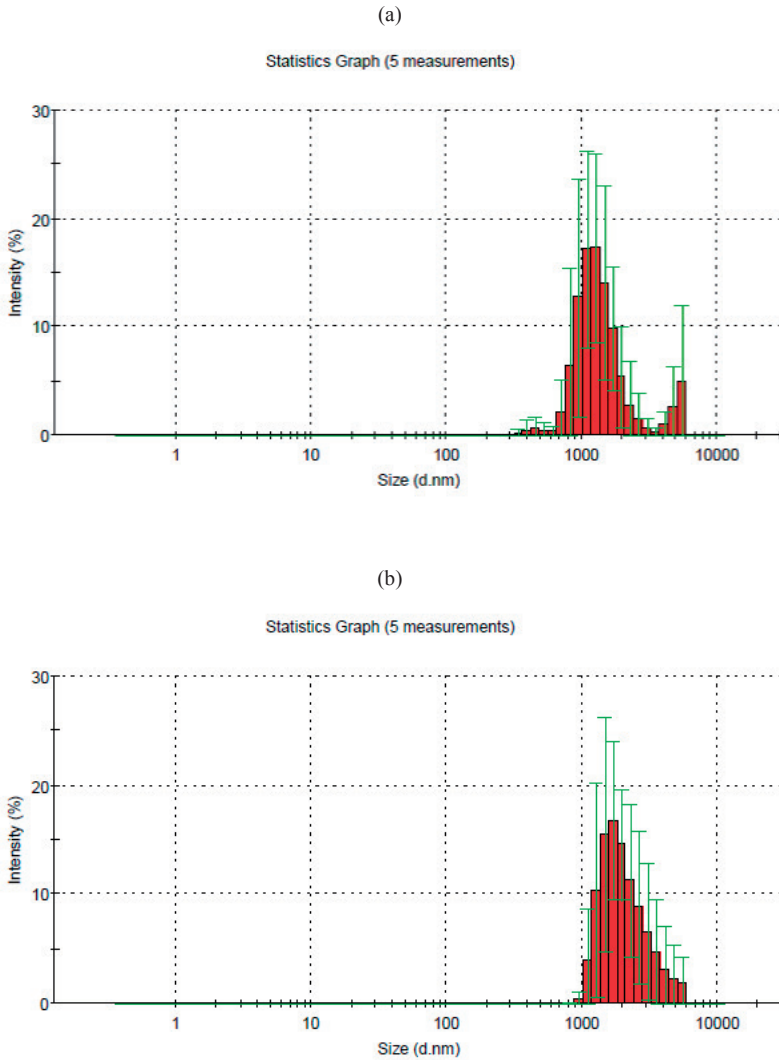 (a)
Statistics Graph (5 measurements)
30
20
10
0
Intensity (%)
1 10 100 1000 10000
Size (d.nm)
(b)
Statistics Graph (5 measurements)
30
20
10
0
Intensity (%)
1 10 100 1000 10000
Size (d.nm)